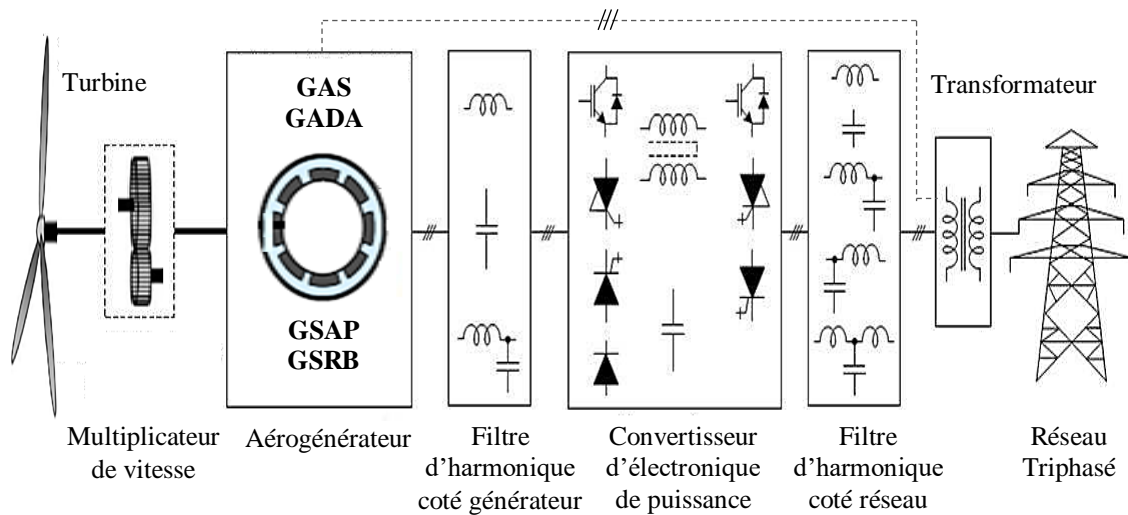 Turbine
GAS
GADA
GSAP
GSRB
Transformateur
Multiplicateur
de vitesse
Aérogénérateur
Filtre
d'harmonique
coté générateur
Convertisseur
d'électronique
de puissance
Filtre
d'harmonique
coté réseau
Réseau
Triphasé